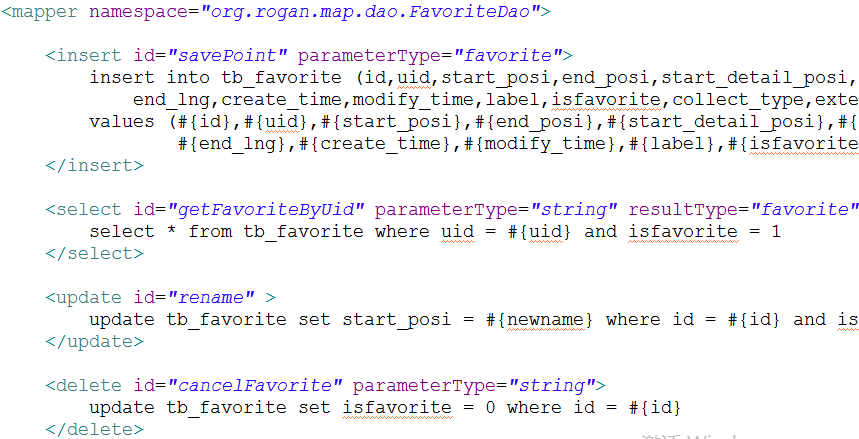 <mapper namespace="org.rogan.map.dao.FavoriteDao">
<insert id="savePoint" parameterType="favorite">
insert into tb_favorite (id,uid,start_posi,end_posi,start_detail_posi,
end_lng,create_time,modify_time,label,isfavorite,collect_type,exte
values (#{id},#{uid},#{start_posi},#{end_posi},#{start_detail_posi},#{
#{end_lng},#{create_time},#{modify_time},#{label},#{isfavorite
</insert>
<select id="getFavoriteByUid" parameterType="string" resultType="favorite"
select * from tb_favorite where uid = #{uid} and isfavorite = 1
</select>
<update id="rename" >
update tb_favorite set start_posi = #{newname} where id = #{id} and is
</update>
<delete id="cancelFavorite" parameterType="string">
update tb_favorite set isfavorite = 0 where id = #{id}
</delete>